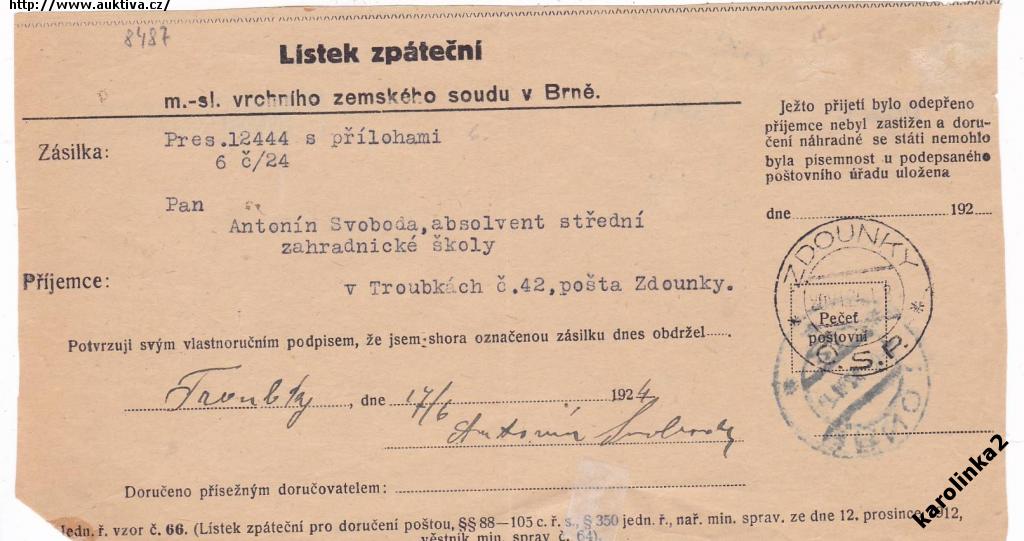 http://www.auktiva.cz/
8487
Lístek zpáteční
m.-sl. vrchního zemského soudu v Brně.
Zásilka:
Pres.12444 s přílohami
6 č/24
Pan
Antonín Svoboda,absolvent střední
zahradnické školy
Příjemce:
v Troubkách č.42,pošta Zdounky.
Potvrzuji svým vlastnoručním podpisem, že jsem shora označenou zásilku dnes obdržel.....
Troubky, dne 17/6 1924
Antonín Svoboda
Doručeno přísežným doručovatelem:
Jedn. ř. vzor č. 66. (Lístek zpáteční pro doručení poštou, §§ 88—105 c. ř. s., § 350 jedn. ř., nař. min. sprav. ze dne 12. prosince 1912,
věstník min. správ č. 64).
Ježto přijetí bylo odepřeno
příjemce nebyl zastižen a doru-
čení náhradné se státi nemohlo
byla písemnost u podepsaného
poštovního úřadu uložena
dne 192
ZDOUNKY
Pečeť
poštovní
Č.S.P.
karolinka2